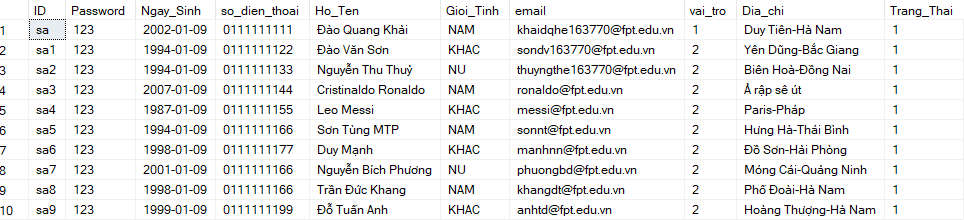 ID Password Ngay_Sinh so_dien_thoai Ho_Ten Gioi_Tinh email vai_tro Dia_chi Trang_Thai
1 sa 123 2002-01-09 0111111111 Đào Quang Khải NAM khaidqhe163770@fpt.edu.vn 1 Duy Tiên-Hà Nam 1
2 sa1 123 1994-01-09 0111111122 Đào Văn Sơn KHAC sondv163770@fpt.edu.vn 2 Yên Dũng-Bắc Giang 1
3 sa2 123 1994-01-09 0111111133 Nguyễn Thu Thuỷ NU thuyngthe163770@fpt.edu.vn 2 Biên Hoà-Đồng Nai 1
4 sa3 123 2007-01-09 0111111144 Cristinaldo Ronaldo NAM ronaldo@fpt.edu.vn 2 Ả rập sê út 1
5 sa4 123 1987-01-09 0111111155 Leo Messi KHAC messi@fpt.edu.vn 2 Paris-Pháp 1
6 sa5 123 1994-01-09 0111111166 Sơn Tùng MTP NAM sonnt@fpt.edu.vn 2 Hưng Hà-Thái Bình 1
7 sa6 123 1998-01-09 0111111177 Duy Mạnh KHAC manhnn@fpt.edu.vn 2 Đồ Sơn-Hải Phòng 1
8 sa7 123 2001-01-09 0111111166 Nguyễn Bích Phương NU phuongbd@fpt.edu.vn 2 Móng Cái-Quảng Ninh 1
9 sa8 123 1998-01-09 0111111166 Trần Đức Khang NAM khangdt@fpt.edu.vn 2 Phố Đoài-Hà Nam 1
10 sa9 123 1999-01-09 0111111199 Đỗ Tuấn Anh KHAC anhtd@fpt.edu.vn 2 Hoàng Thượng-Hà Nam 1